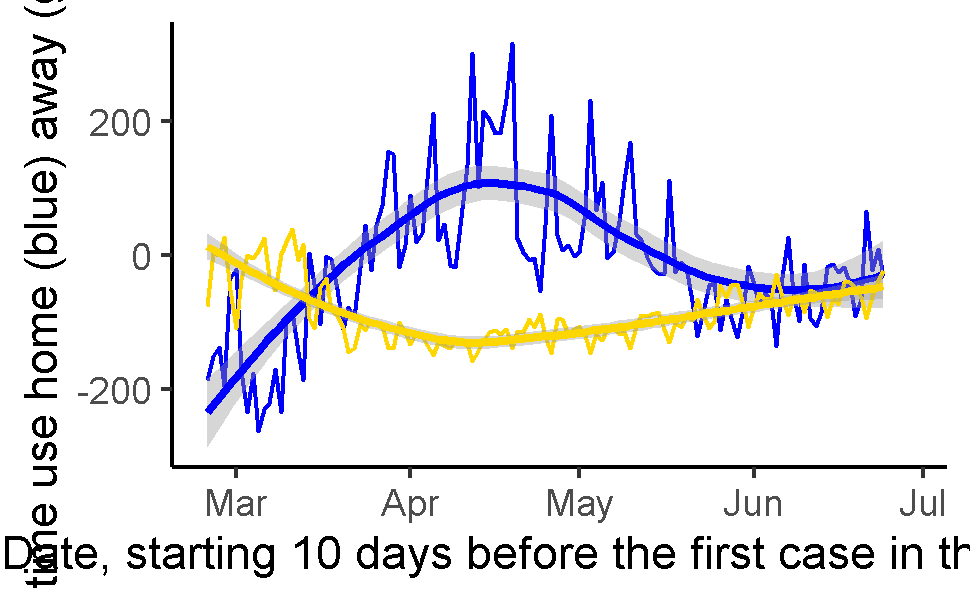 time use home (blue) away (
200
0
-200
Mar Apr May Jun Jul
Date, starting 10 days before the first case in th